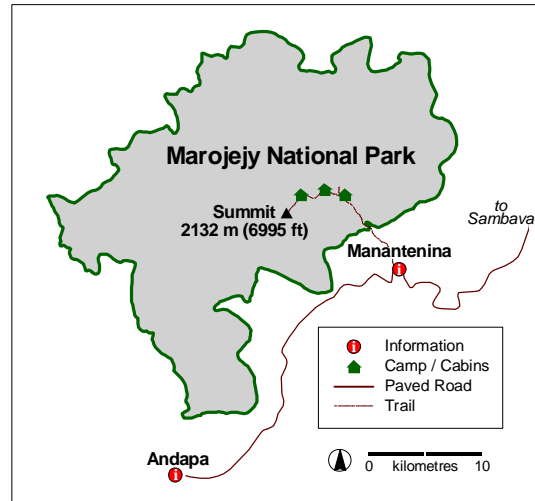 Marojejy National Park
Summit
2132 m (6995 ft)
to
Sambava
Manantenina
i
Information
Camp / Cabins
Paved Road
Trail
Andapa
0 kilometres 10